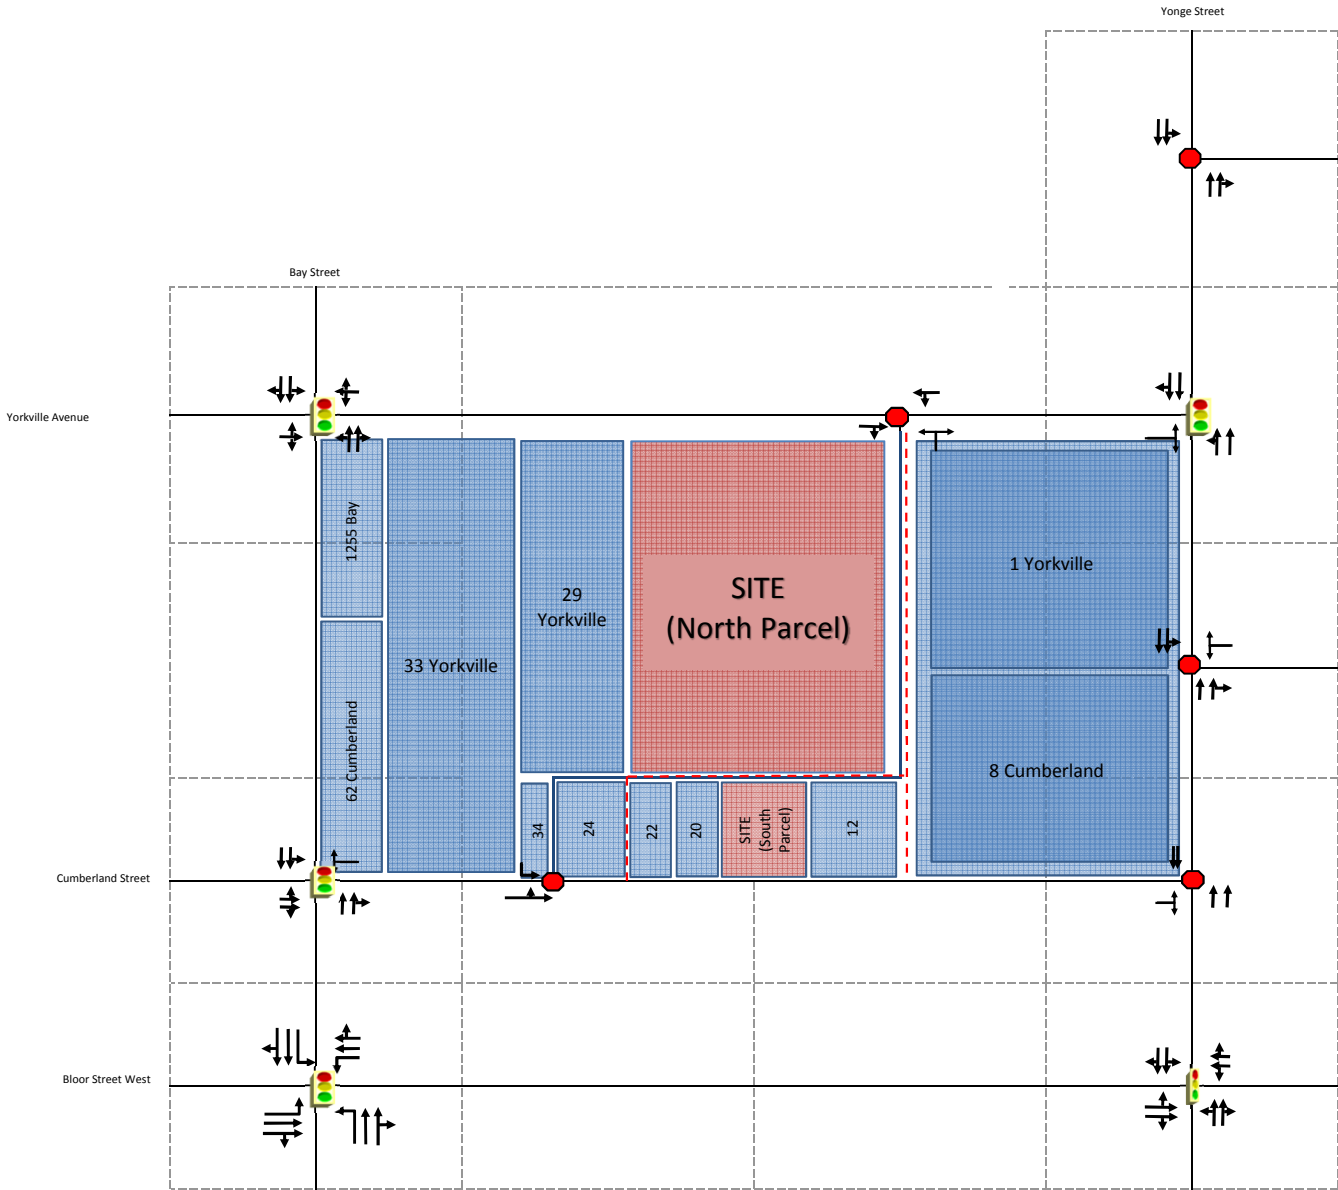 Yonge Street
Bay Street
Yorkville Avenue
1255 Bay
29
Yorkville
SITE
(North Parcel)
1 Yorkville
33 Yorkville
62 Cumberland
8 Cumberland
34
24
22
20
SITE
(South
Parcel)
12
Cumberland Street
Bloor Street West